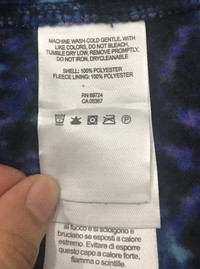 MACHINE WASH COLD GENTLE, WITH
LIKE COLORS, DO NOT BLEACH.
TUMBLE DRY LOW, REMOVE PROMPTLY.
DO NOT IRON, DRYCLEANABLE
SHELL: 100% POLYESTER
FLEECE LINING: 100% POLYESTER
RN 89724
CA 05367
al fuoco e si sciolgono e
bruciano se esposti a calore
estremo. Evitare di esporre
questo capo a calore forte,
fiamma o scintille.